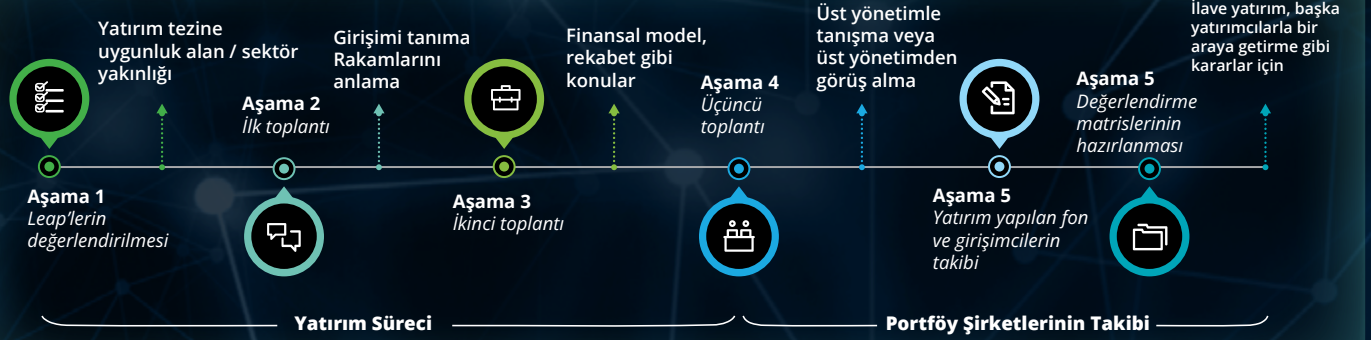 Yatırım tezine
uygunluk alan / sektör
yakınlığı
Aşama 1
Leap'lerin
değerlendirilmesi
Aşama 2
İlk toplantı
Girişimi tanıma
Rakamlarını
anlama
Aşama 3
İkinci toplantı
Finansal model,
rekabet gibi
konular
Aşama 4
Üçüncü
toplantı
Üst yönetimle
tanışma veya
üst yönetimden
görüş alma
Aşama 5
Yatırım yapılan fon
ve girişimcilerin
takibi
Aşama 5
Değerlendirme
matrislerinin
hazırlanması
İlave yatırım, başka
yatırımcılarla bir
araya getirme gibi
kararlar için
Yatırım Süreci
Portföy Şirketlerinin Takibi